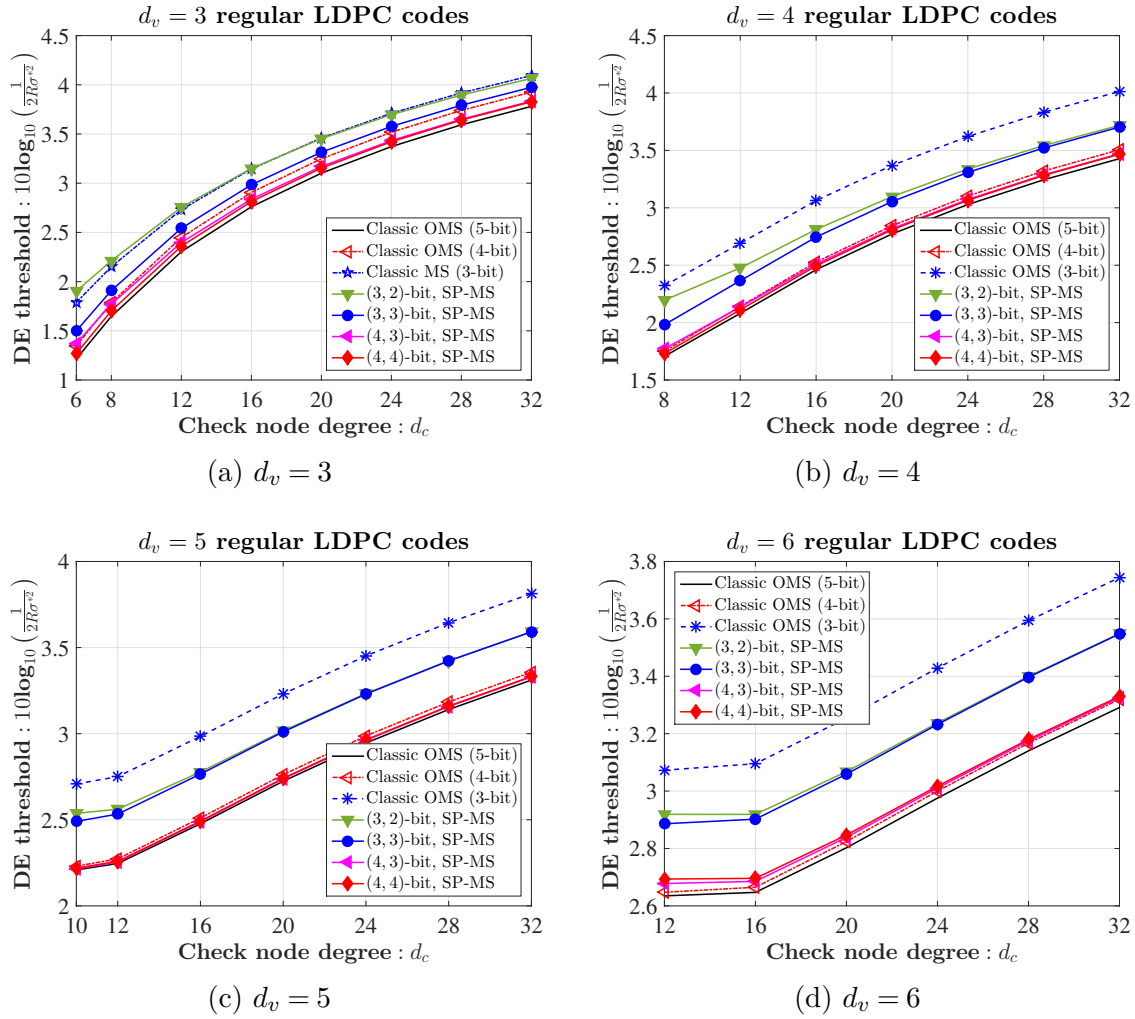 d_v = 3 regular LDPC codes
DE threshold : 10log₁₀ (1/(2Rσ*²))
4.5
4
3.5
3
2.5
2
1.5
1
Classic OMS (5-bit)
Classic OMS (4-bit)
Classic MS (3-bit)
(3, 2)-bit, SP-MS
(3, 3)-bit, SP-MS
(4, 3)-bit, SP-MS
(4, 4)-bit, SP-MS
6 8 12 16 20 24 28 32
Check node degree : d_c
(a) d_v = 3
d_v = 4 regular LDPC codes
DE threshold : 10log₁₀ (1/(2Rσ*²))
4.5
4
3.5
3
2.5
2
1.5
Classic OMS (5-bit)
Classic OMS (4-bit)
Classic OMS (3-bit)
(3, 2)-bit, SP-MS
(3, 3)-bit, SP-MS
(4, 3)-bit, SP-MS
(4, 4)-bit, SP-MS
8 12 16 20 24 28 32
Check node degree : d_c
(b) d_v = 4
d_v = 5 regular LDPC codes
DE threshold : 10log₁₀ (1/(2Rσ*²))
4
3.5
3
2.5
2
Classic OMS (5-bit)
Classic OMS (4-bit)
Classic OMS (3-bit)
(3, 2)-bit, SP-MS
(3, 3)-bit, SP-MS
(4, 3)-bit, SP-MS
(4, 4)-bit, SP-MS
10 12 16 20 24 28 32
Check node degree : d_c
(c) d_v = 5
d_v = 6 regular LDPC codes
DE threshold : 10log₁₀ (1/(2Rσ*²))
3.8
3.6
3.4
3.2
3
2.8
2.6
Classic OMS (5-bit)
Classic OMS (4-bit)
Classic OMS (3-bit)
(3, 2)-bit, SP-MS
(3, 3)-bit, SP-MS
(4, 3)-bit, SP-MS
(4, 4)-bit, SP-MS
12 16 20 24 28 32
Check node degree : d_c
(d) d_v = 6